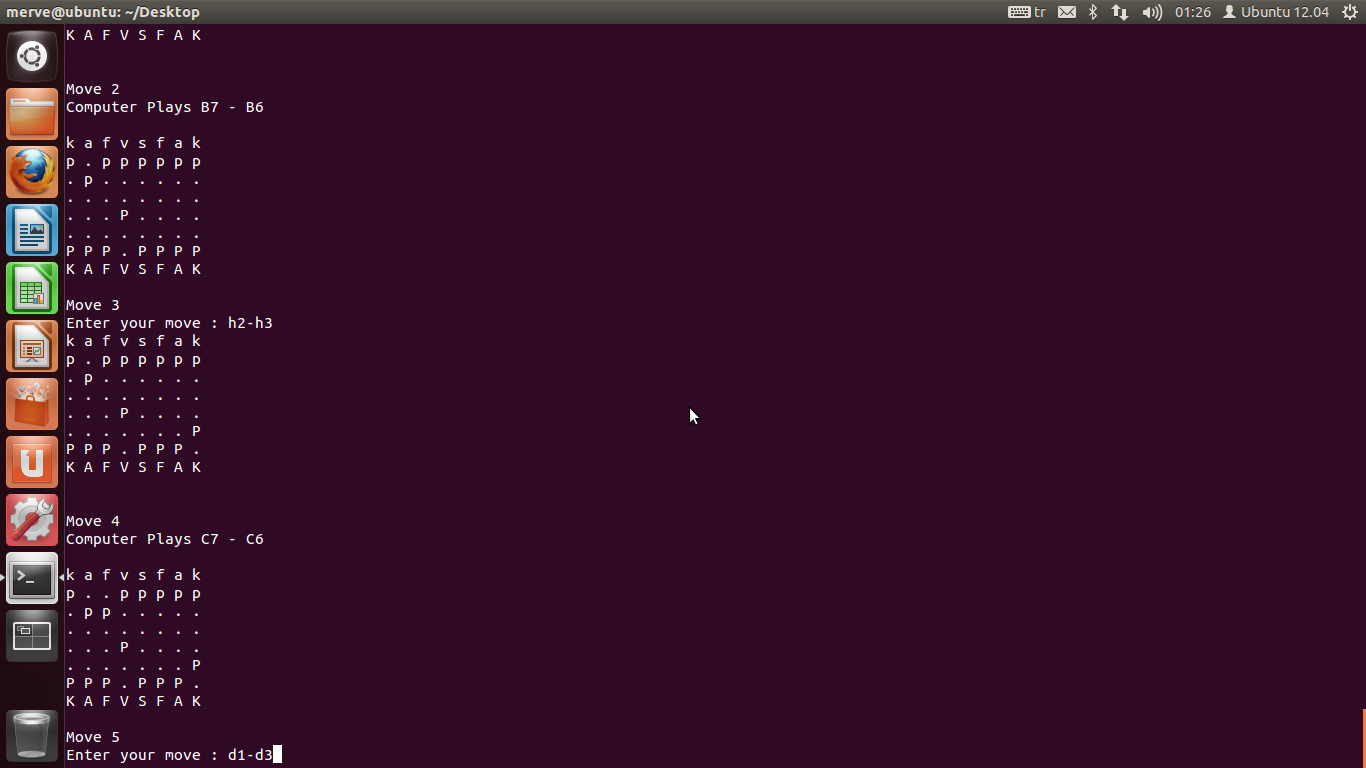 merve@ubuntu: ~/Desktop tr 01:26 Ubuntu 12.04
K A F V S F A K
Move 2
Computer Plays B7 - B6
k a f v s f a k
p . p p p p p p
. p . . . . . .
. . . . . . . .
. . . P . . . .
. . . . . . . .
P P P . P P P P
K A F V S F A K
Move 3
Enter your move : h2-h3
k a f v s f a k
p . p p p p p p
. p . . . . . .
. . . . . . . .
. . . P . . . .
. . . . . . . P
P P P . P P P .
K A F V S F A K
Move 4
Computer Plays C7 - C6
k a f v s f a k
p . . p p p p p
. p p . . . . .
. . . . . . . .
. . . P . . . .
. . . . . . . P
P P P . P P P .
K A F V S F A K
Move 5
Enter your move : d1-d3